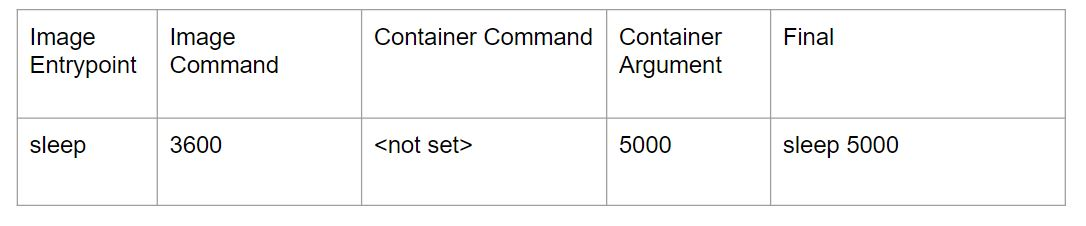 Image Entrypoint
Image Command
Container Command
Container Argument
Final
sleep
3600
<not set>
5000
sleep 5000